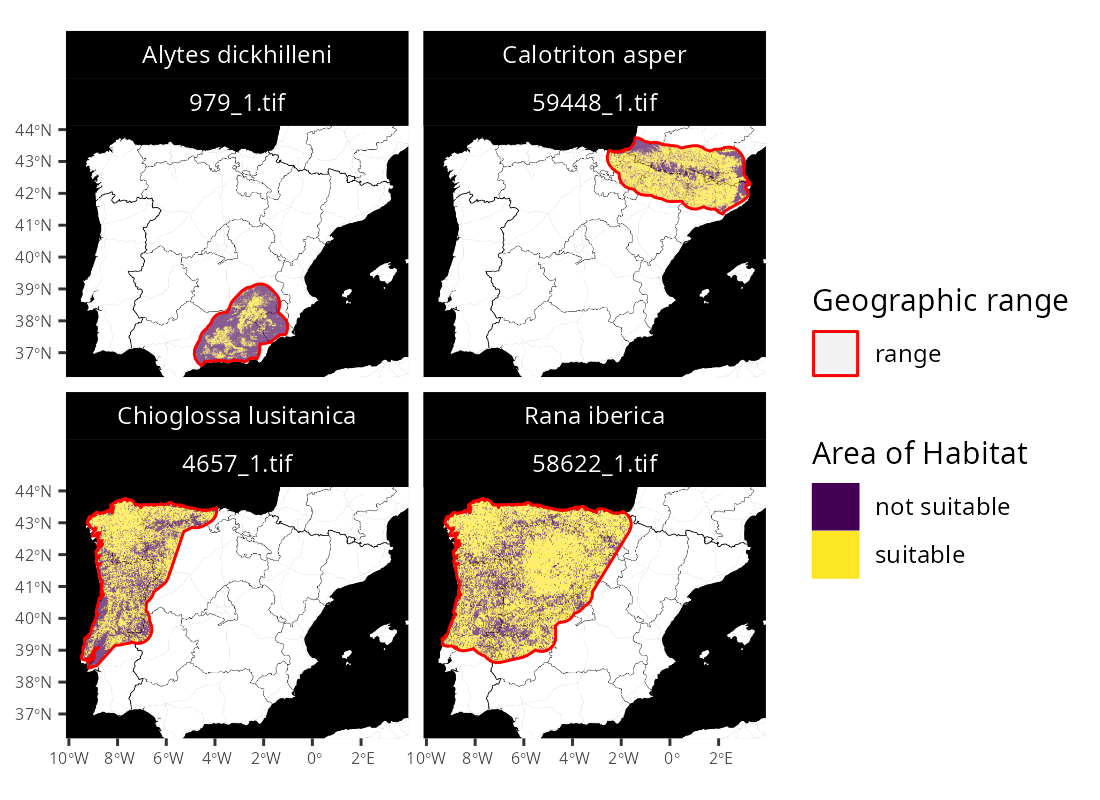 Alytes dickhilleni
Calotriton asper
979_1.tif
59448_1.tif
44°N
43°N
42°N
41°N
40°N
39°N
38°N
37°N
Chioglossa lusitanica
Rana iberica
4657_1.tif
58622_1.tif
44°N
43°N
42°N
41°N
40°N
39°N
38°N
37°N
10°W 8°W 6°W 4°W 2°W 0° 2°E
10°W 8°W 6°W 4°W 2°W 0° 2°E
Geographic range
range
Area of Habitat
not suitable
suitable